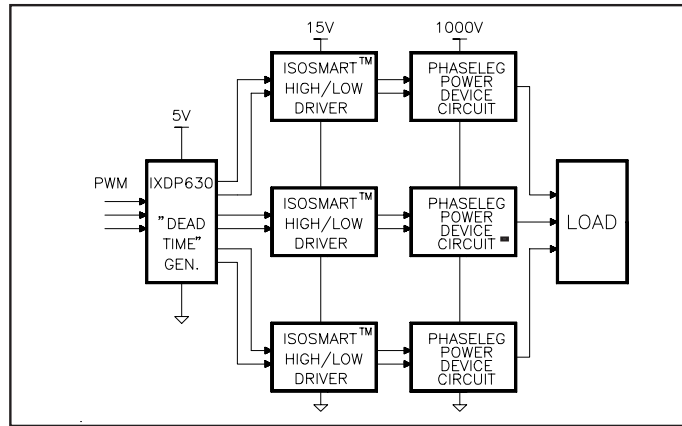 15V
1000V
ISOSMART™
HIGH/LOW
DRIVER
PHASELEG
POWER
DEVICE
CIRCUIT
5V
PWM
IXDP630
"DEAD
TIME"
GEN.
ISOSMART™
HIGH/LOW
DRIVER
PHASELEG
POWER
DEVICE
CIRCUIT
LOAD
ISOSMART™
HIGH/LOW
DRIVER
PHASELEG
POWER
DEVICE
CIRCUIT